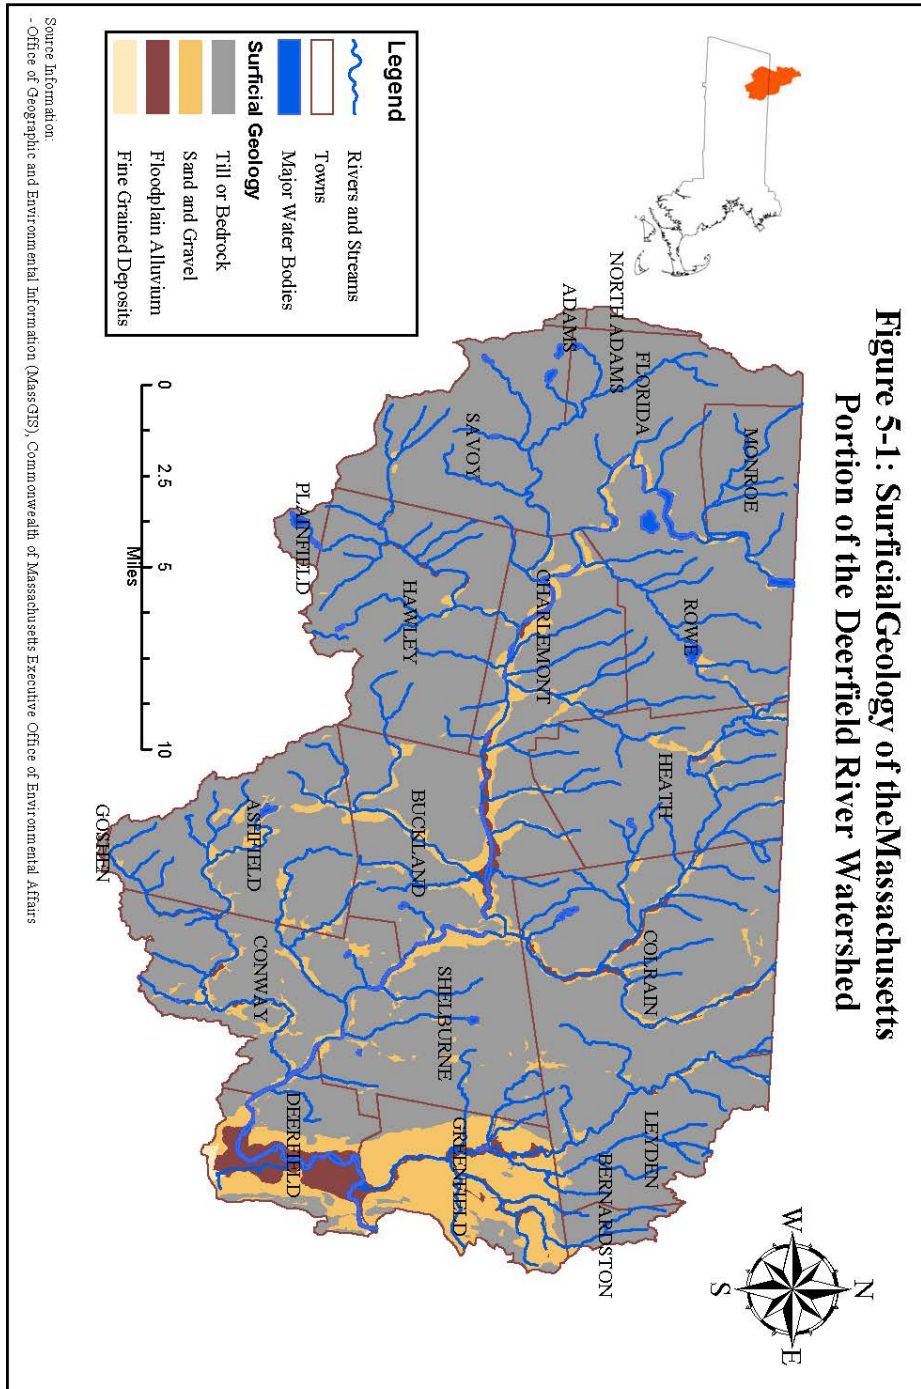 Figure 5-1: SurficialGeology of theMassachusetts
Portion of the Deerfield River Watershed
N
W
E
S
MONROE
ROWE
HEATH
COLRAIN
LEYDEN
BERNARDSTON
NORTH ADAMS
FLORIDA
ADAMS
SAVOY
CHARLEMONT
HAWLEY
PLAINFIELD
BUCKLAND
SHELBURNE
GREENFIELD
ASHFIELD
CONWAY
DEERFIELD
GOSHEN
Legend
Rivers and Streams
Towns
Major Water Bodies
Surficial Geology
Till or Bedrock
Sand and Gravel
Floodplain Alluvium
Fine Grained Deposits
0 2.5 5 10
Miles
Source Information:
- Office of Geographic and Environmental Information (MassGIS), Commonwealth of Massachusetts Executive Office of Environmental Affairs